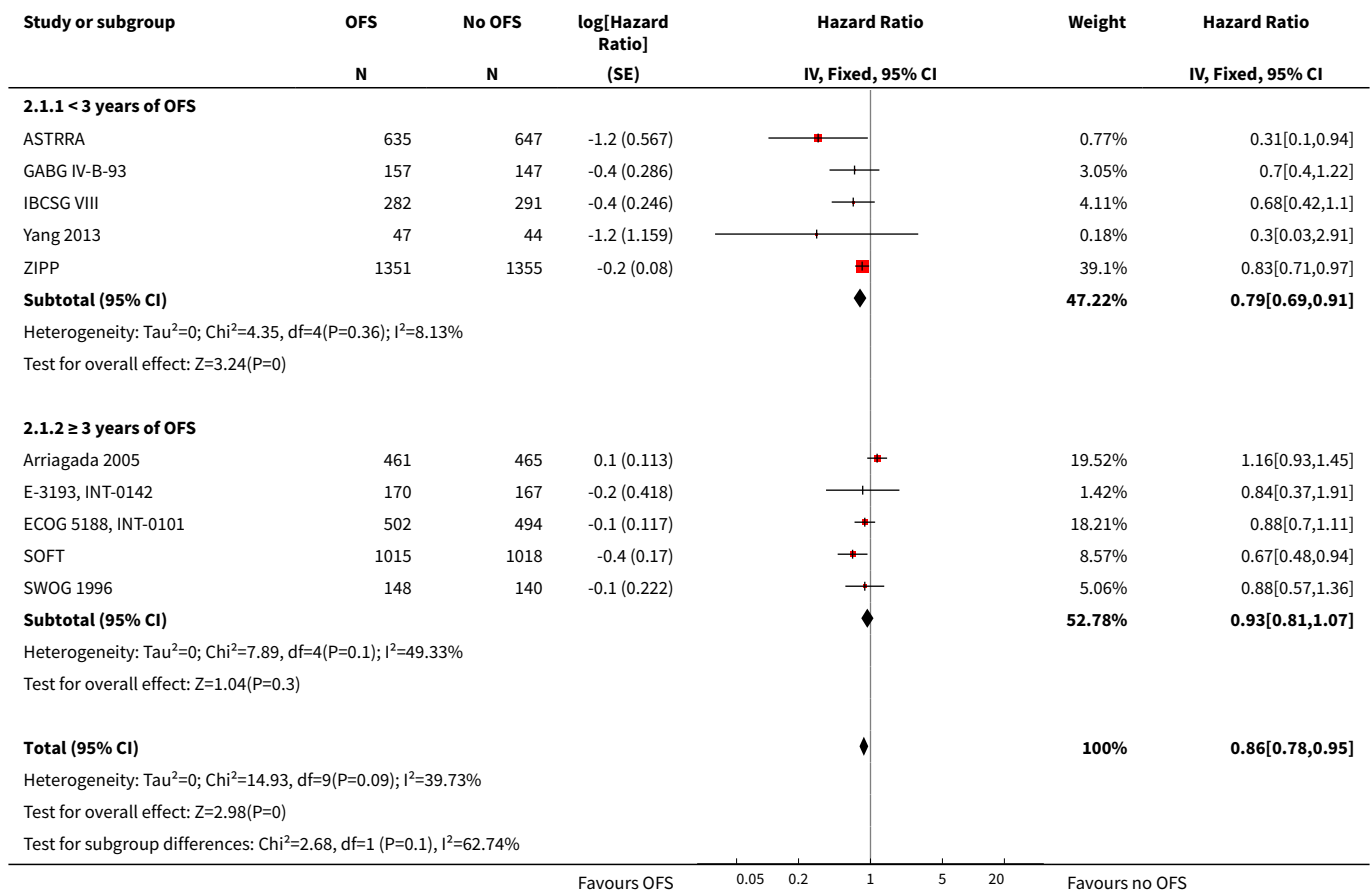 Study or subgroup OFS No OFS log[Hazard Ratio] Hazard Ratio Weight Hazard Ratio
N N (SE) IV, Fixed, 95% CI IV, Fixed, 95% CI
2.1.1 < 3 years of OFS
ASTRRA 635 647 -1.2 (0.567) 0.77% 0.31[0.1,0.94]
GABG IV-B-93 157 147 -0.4 (0.286) 3.05% 0.7[0.4,1.22]
IBCSG VIII 282 291 -0.4 (0.246) 4.11% 0.68[0.42,1.1]
Yang 2013 47 44 -1.2 (1.159) 0.18% 0.3[0.03,2.91]
ZIPP 1351 1355 -0.2 (0.08) 39.1% 0.83[0.71,0.97]
Subtotal (95% CI) 47.22% 0.79[0.69,0.91]
Heterogeneity: Tau²=0; Chi²=4.35, df=4(P=0.36); I²=8.13%
Test for overall effect: Z=3.24(P=0)
2.1.2 ≥ 3 years of OFS
Arriagada 2005 461 465 0.1 (0.113) 19.52% 1.16[0.93,1.45]
E-3193, INT-0142 170 167 -0.2 (0.418) 1.42% 0.84[0.37,1.91]
ECOG 5188, INT-0101 502 494 -0.1 (0.117) 18.21% 0.88[0.7,1.11]
SOFT 1015 1018 -0.4 (0.17) 8.57% 0.67[0.48,0.94]
SWOG 1996 148 140 -0.1 (0.222) 5.06% 0.88[0.57,1.36]
Subtotal (95% CI) 52.78% 0.93[0.81,1.07]
Heterogeneity: Tau²=0; Chi²=7.89, df=4(P=0.1); I²=49.33%
Test for overall effect: Z=1.04(P=0.3)
Total (95% CI) 100% 0.86[0.78,0.95]
Heterogeneity: Tau²=0; Chi²=14.93, df=9(P=0.09); I²=39.73%
Test for overall effect: Z=2.98(P=0)
Test for subgroup differences: Chi²=2.68, df=1 (P=0.1), I²=62.74%
Favours OFS 0.05 0.2 1 5 20 Favours no OFS